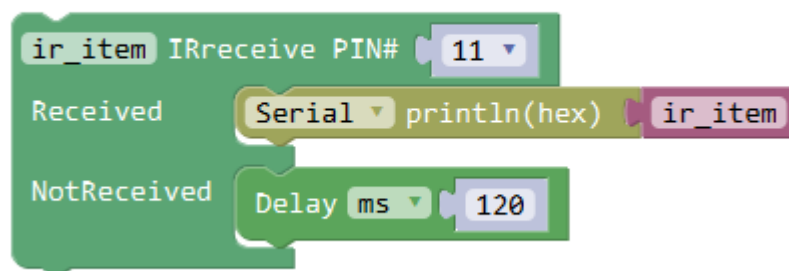 ir_item IRreceive PIN# 11
Received Serial println(hex) ir_item
NotReceived Delay ms 120